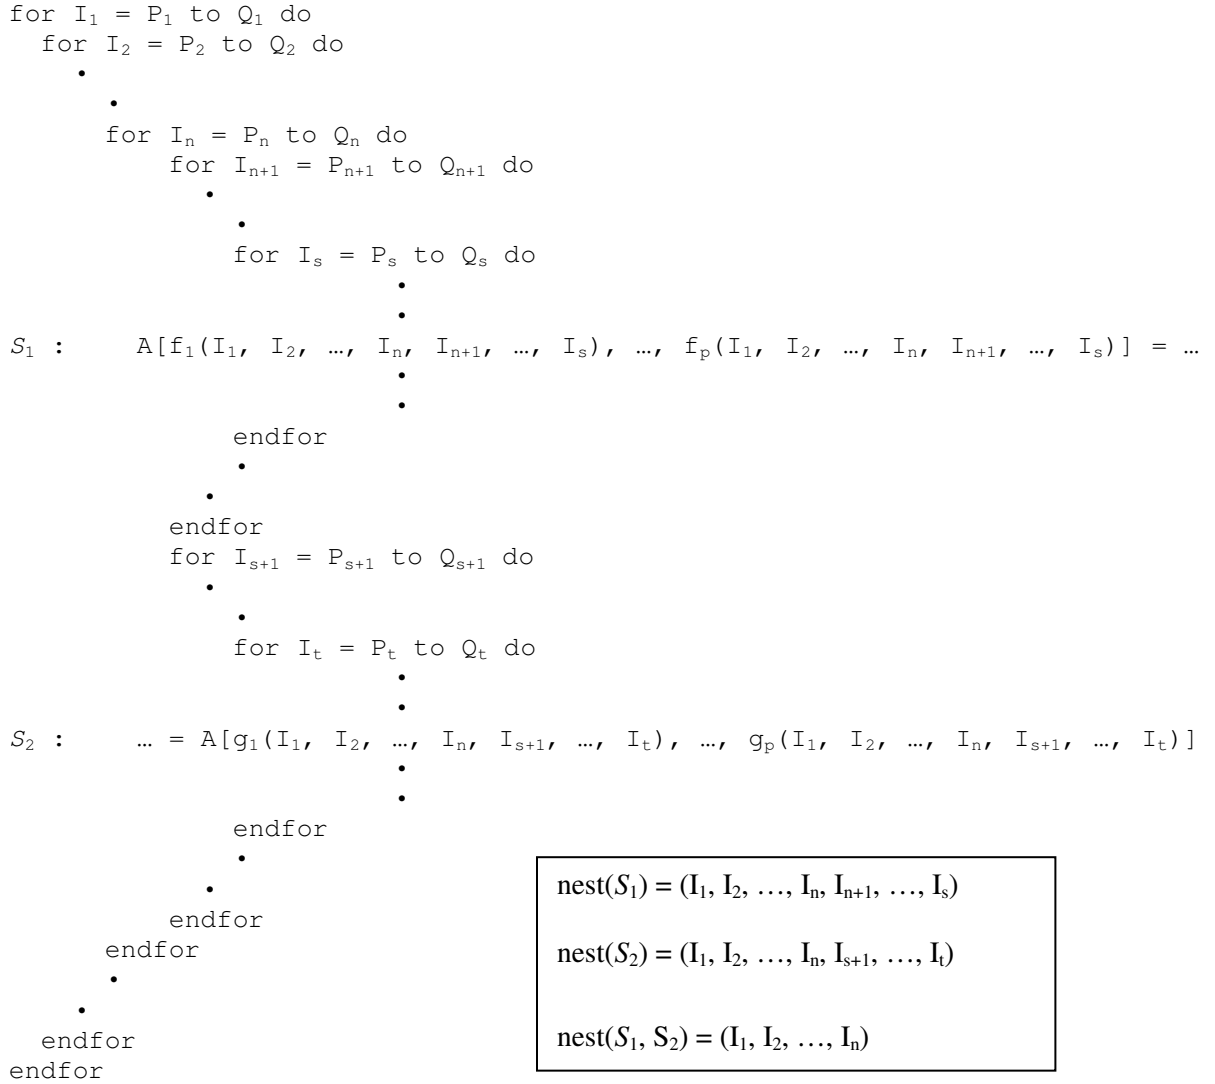 for I₁ = P₁ to Q₁ do
for I₂ = P₂ to Q₂ do
•
•
for Iₙ = Pₙ to Qₙ do
for Iₙ₊₁ = Pₙ₊₁ to Qₙ₊₁ do
•
•
for Iₛ = Pₛ to Qₛ do
•
•
S₁ : A[f₁(I₁, I₂, …, Iₙ, Iₙ₊₁, …, Iₛ), …, fₚ(I₁, I₂, …, Iₙ, Iₙ₊₁, …, Iₛ)] = …
•
•
endfor
•
•
endfor
for Iₛ₊₁ = Pₛ₊₁ to Qₛ₊₁ do
•
•
for Iₜ = Pₜ to Qₜ do
•
•
S₂ : … = A[g₁(I₁, I₂, …, Iₙ, Iₛ₊₁, …, Iₜ), …, gₚ(I₁, I₂, …, Iₙ, Iₛ₊₁, …, Iₜ)]
•
•
endfor
•
•
endfor
endfor
•
•
endfor
endfor
nest(S₁) = (I₁, I₂, …, Iₙ, Iₙ₊₁, …, Iₛ)
nest(S₂) = (I₁, I₂, …, Iₙ, Iₛ₊₁, …, Iₜ)
nest(S₁, S₂) = (I₁, I₂, …, Iₙ)